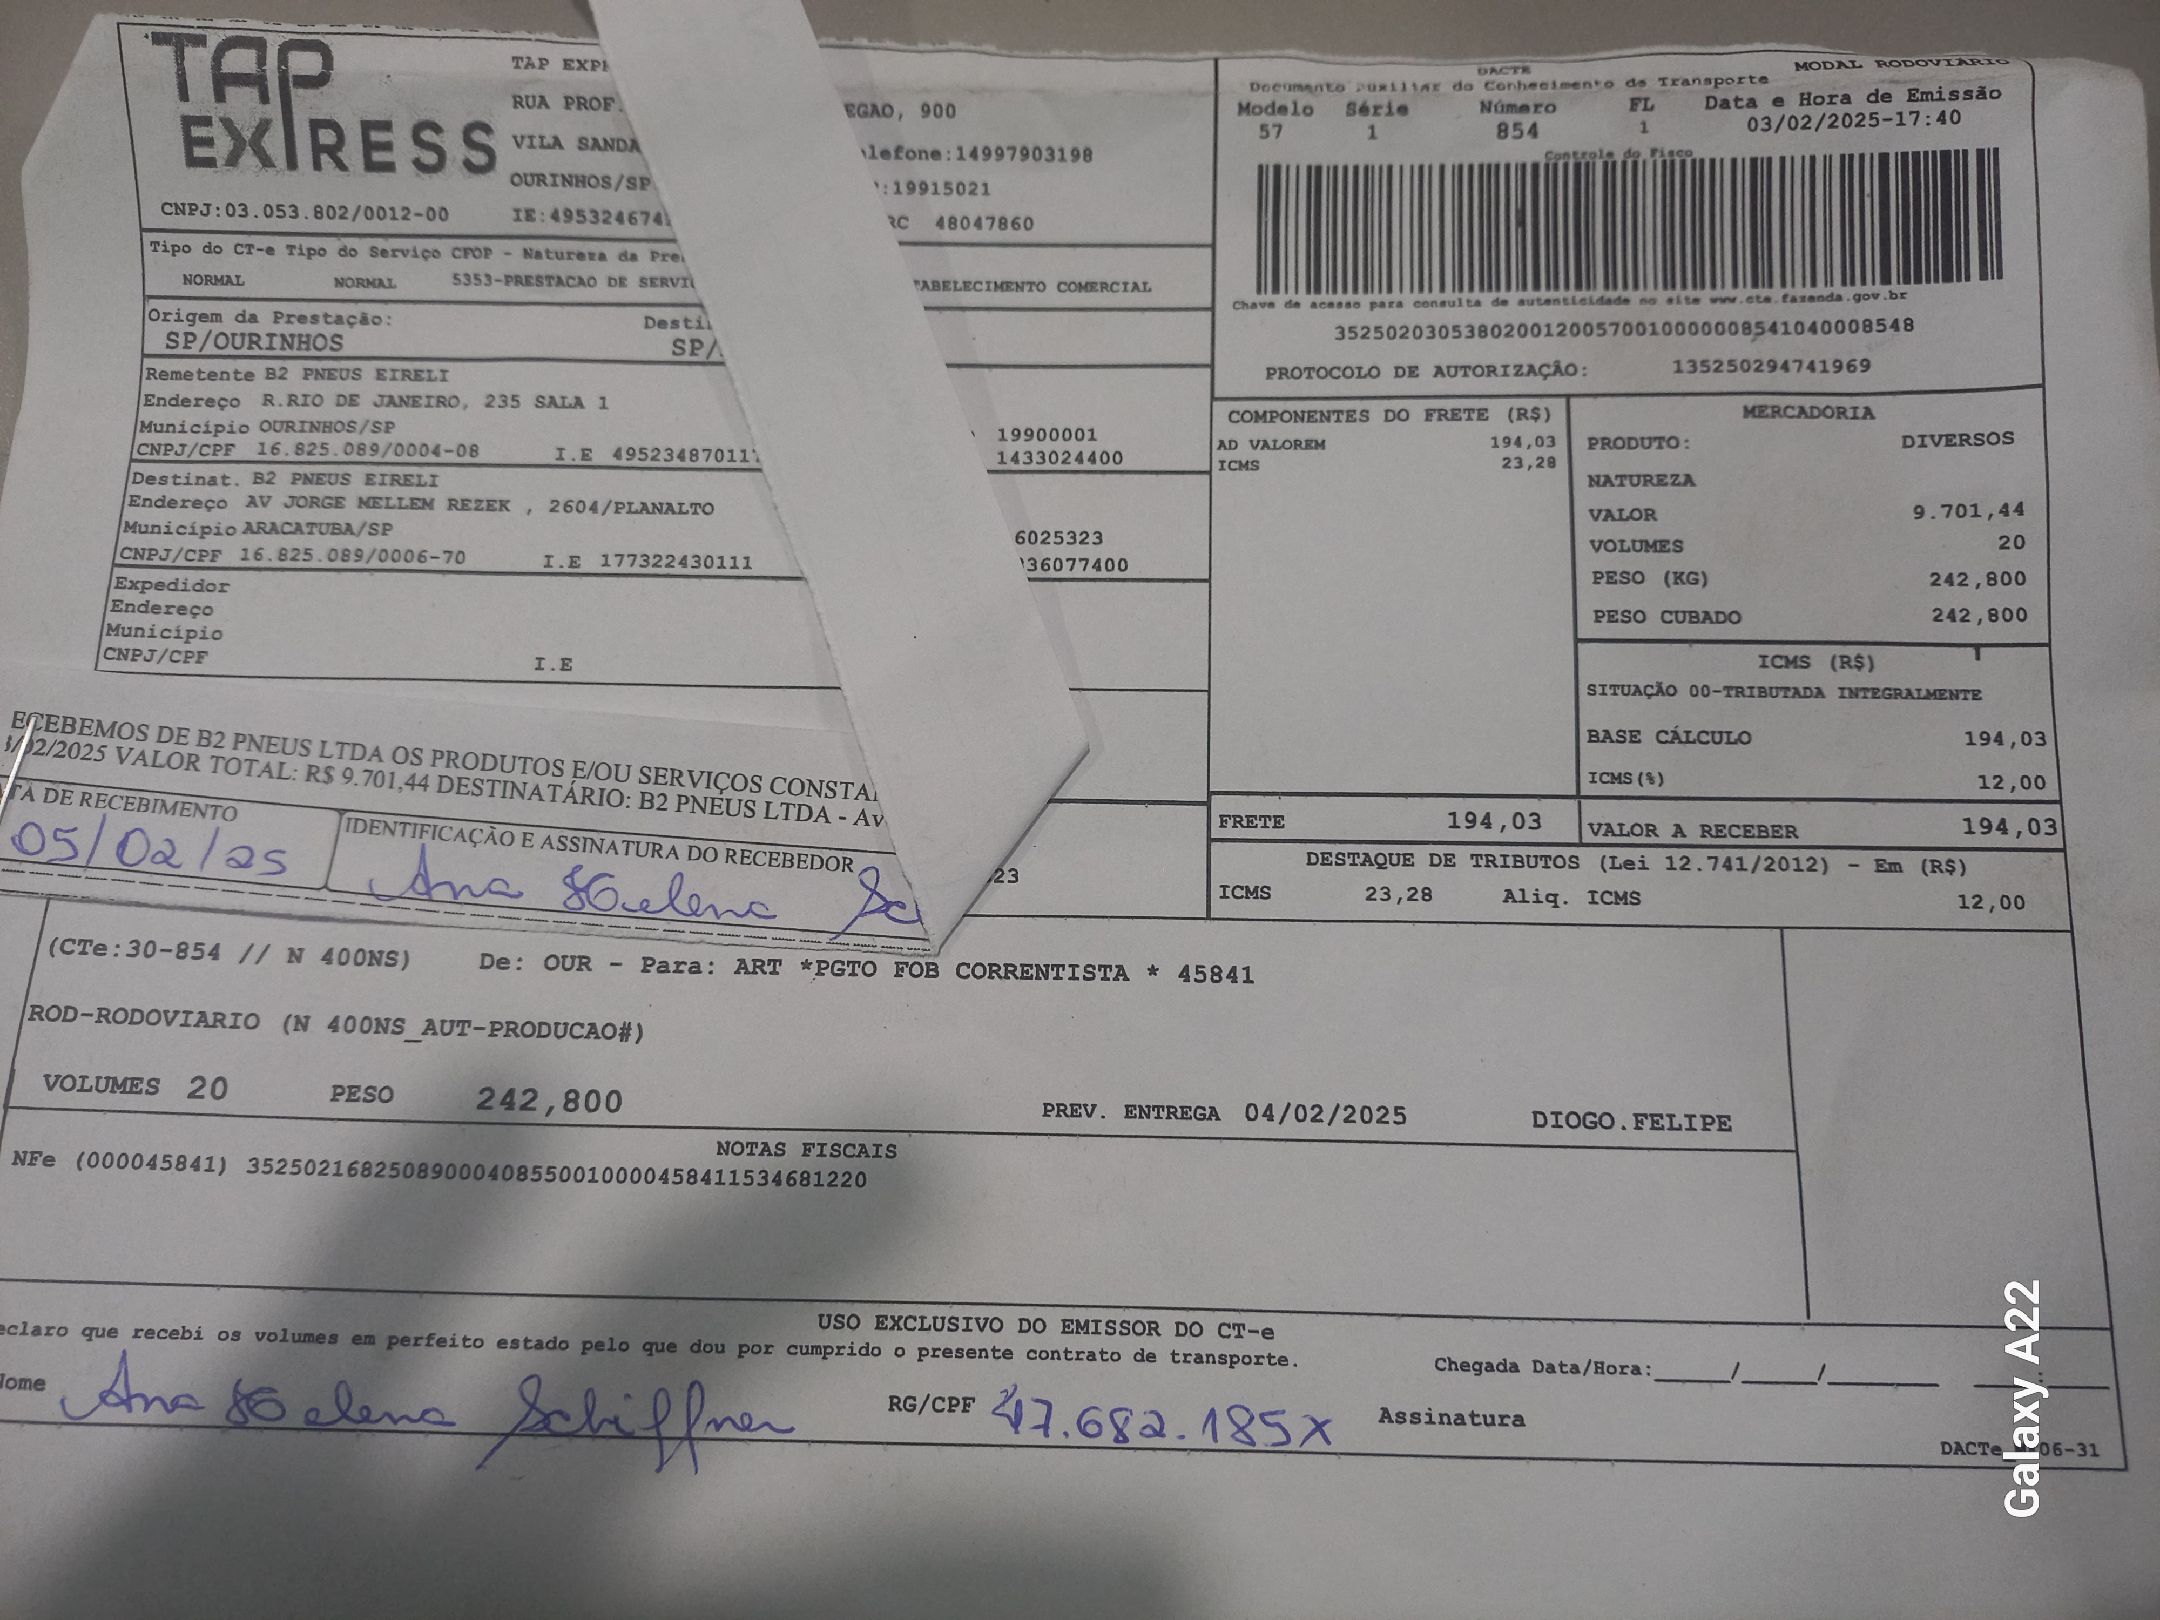 TAP
EXPRESS
CNPJ:03.053.802/0012-00
TAP EXP
RUA PROF. EGAO, 900
VILA SANDA lefone:14997903198
OURINHOS/SP :19915021
IE:49532467 RC 48047860
DACTE MODAL RODOVIARIO
Documento Auxiliar do Conhecimento de Transporte
Modelo Série Número FL Data e Hora de Emissão
57 1 854 1 03/02/2025-17:40
Controle do Fisco
Chave de acesso para consulta de autenticidade no site www.cte.fazenda.gov.br
35250203053802001200570010000008541040008548
PROTOCOLO DE AUTORIZAÇÃO: 135250294741969
Tipo do CT-e Tipo do Serviço CFOP - Natureza da Pre
NORMAL NORMAL 5353-PRESTACAO DE SERVI TABELECIMENTO COMERCIAL
Origem da Prestação: Desti
SP/OURINHOS SP/
Remetente B2 PNEUS EIRELI
Endereço R.RIO DE JANEIRO, 235 SALA 1
Município OURINHOS/SP 19900001
CNPJ/CPF 16.825.089/0004-08 I.E 49523487011 1433024400
Destinat. B2 PNEUS EIRELI
Endereço AV JORGE MELLEM REZEK , 2604/PLANALTO
Município ARACATUBA/SP 6025323
CNPJ/CPF 16.825.089/0006-70 I.E 177322430111 36077400
Expedidor
Endereço
Município
CNPJ/CPF I.E
COMPONENTES DO FRETE (R$)
AD VALOREM 194,03
ICMS 23,28
MERCADORIA
PRODUTO: DIVERSOS
NATUREZA
VALOR 9.701,44
VOLUMES 20
PESO (KG) 242,800
PESO CUBADO 242,800
ICMS (R$)
SITUAÇÃO 00-TRIBUTADA INTEGRALMENTE
BASE CÁLCULO 194,03
ICMS(%) 12,00
FRETE 194,03 VALOR A RECEBER 194,03
DESTAQUE DE TRIBUTOS (Lei 12.741/2012) - Em (R$)
ICMS 23,28 Aliq. ICMS 12,00
ECEBEMOS DE B2 PNEUS LTDA OS PRODUTOS E/OU SERVIÇOS CONSTA
/02/2025 VALOR TOTAL: R$ 9.701,44 DESTINATÁRIO: B2 PNEUS LTDA - Av
TA DE RECEBIMENTO IDENTIFICAÇÃO E ASSINATURA DO RECEBEDOR
05/02/25 Ana Helena Sc
23
(CTe:30-854 // N 400NS) De: OUR - Para: ART *PGTO FOB CORRENTISTA * 45841
ROD-RODOVIARIO (N 400NS_AUT-PRODUCAO#)
VOLUMES 20 PESO 242,800 PREV. ENTREGA 04/02/2025 DIOGO.FELIPE
NOTAS FISCAIS
NFe (000045841) 35250216825089000408550010000458411534681220
USO EXCLUSIVO DO EMISSOR DO CT-e
eclaro que recebi os volumes em perfeito estado pelo que dou por cumprido o presente contrato de transporte.
Chegada Data/Hora:_____/_____/_______
ome Ana Helena Schiffner RG/CPF 47.682.185X Assinatura
DACTe 06-31
Galaxy A22